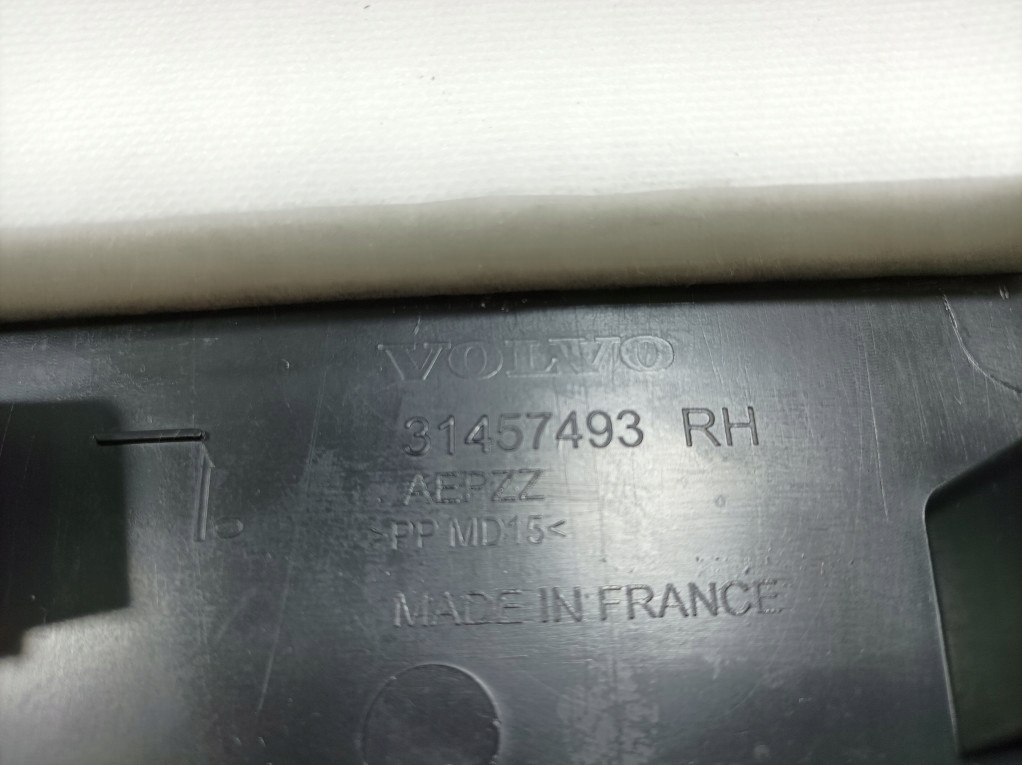 VOLVO
31457493 RH
AEPZZ
>PP MD15<
MADE IN FRANCE